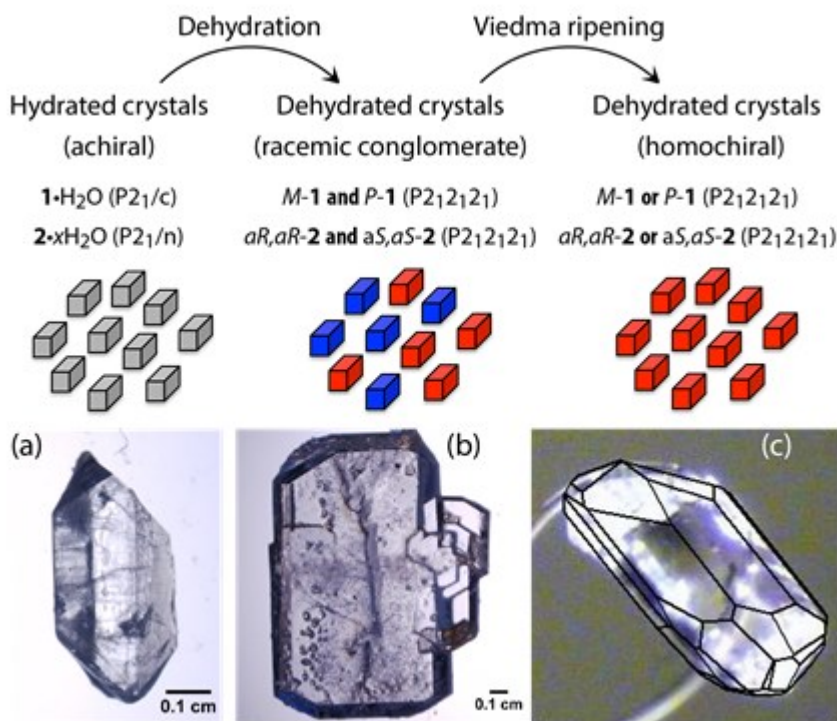 Dehydration Viedma ripening
Hydrated crystals Dehydrated crystals Dehydrated crystals
(achiral) (racemic conglomerate) (homochiral)
1•H₂O (P2₁/c) M-1 and P-1 (P2₁2₁2₁) M-1 or P-1 (P2₁2₁2₁)
2•xH₂O (P2₁/n) aR,aR-2 and aS,aS-2 (P2₁2₁2₁) aR,aR-2 or aS,aS-2 (P2₁2₁2₁)
(a) (b) (c)
0.1 cm 0.1 cm